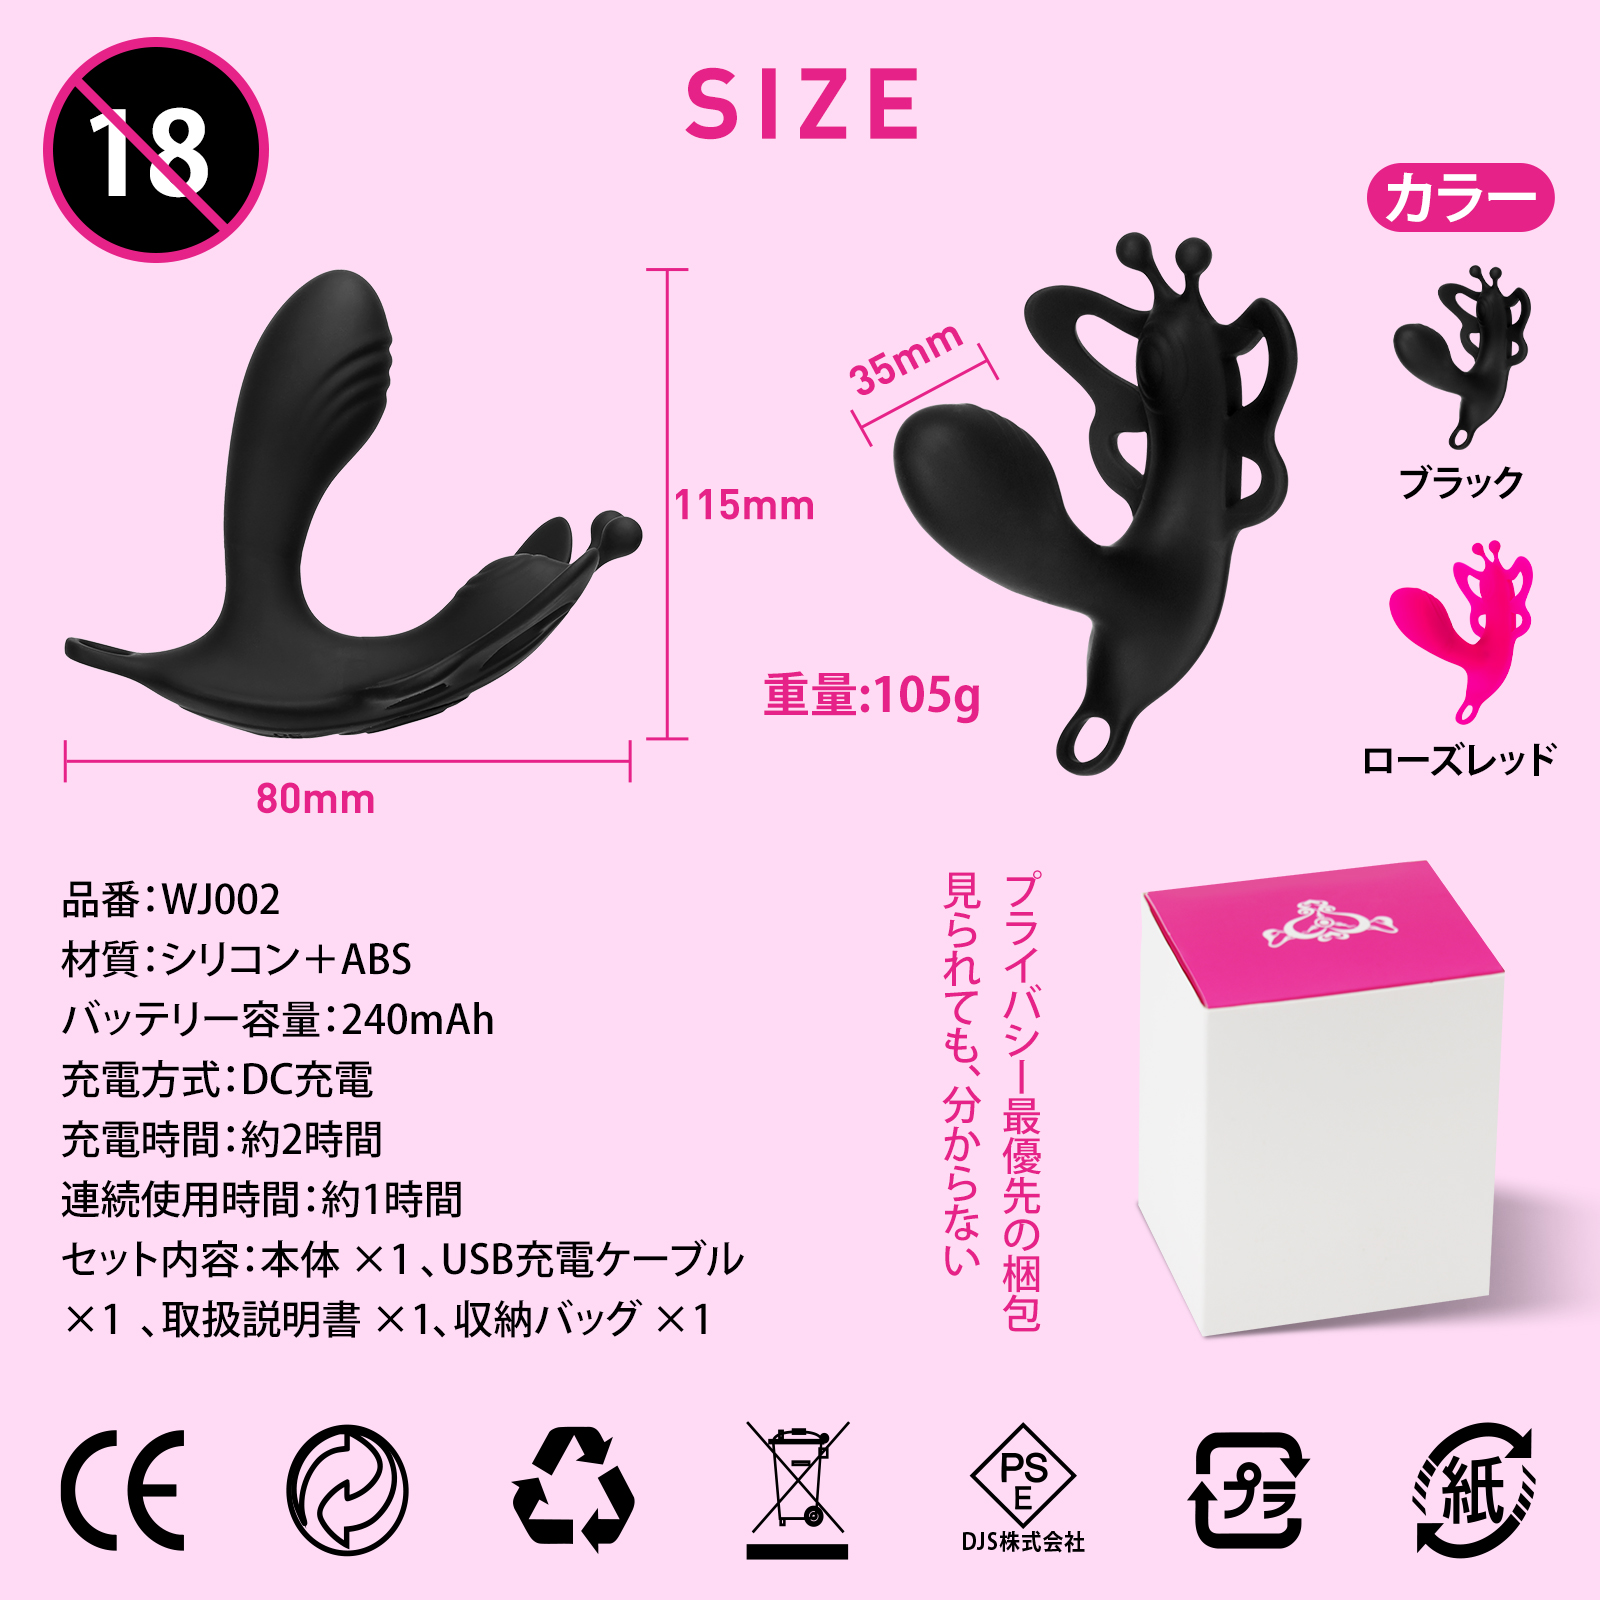 18
SIZE
カラー
35mm
115mm
ブラック
重量:105g
ローズレッド
80mm
品番：WJ002
材質：シリコン＋ABS
バッテリー容量：240mAh
充電方式：DC充電
充電時間：約2時間
連続使用時間：約1時間
セット内容：本体 ×1 、USB充電ケーブル
×1 、取扱説明書 ×1、収納バッグ ×1
プライバシー最優先の梱包
見られても、分からない
CE
PS
E
DJS株式会社
プラ
紙